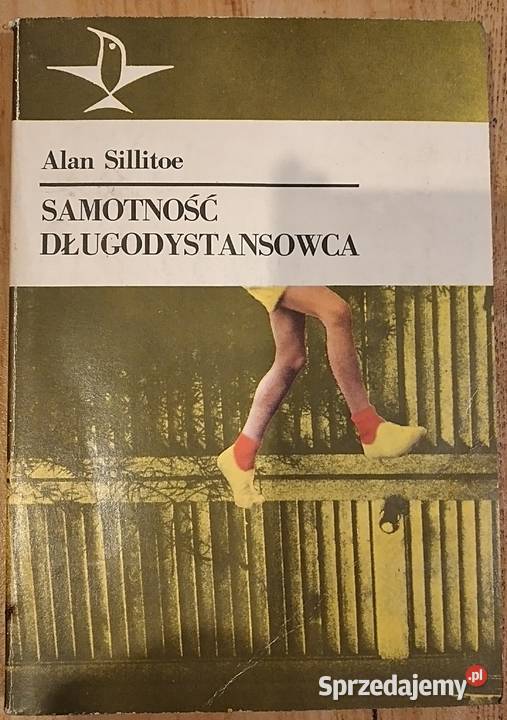 Alan Sillitoe
SAMOTNOŚĆ
DŁUGODYSTANSOWCA
Sprzedajemy.pl